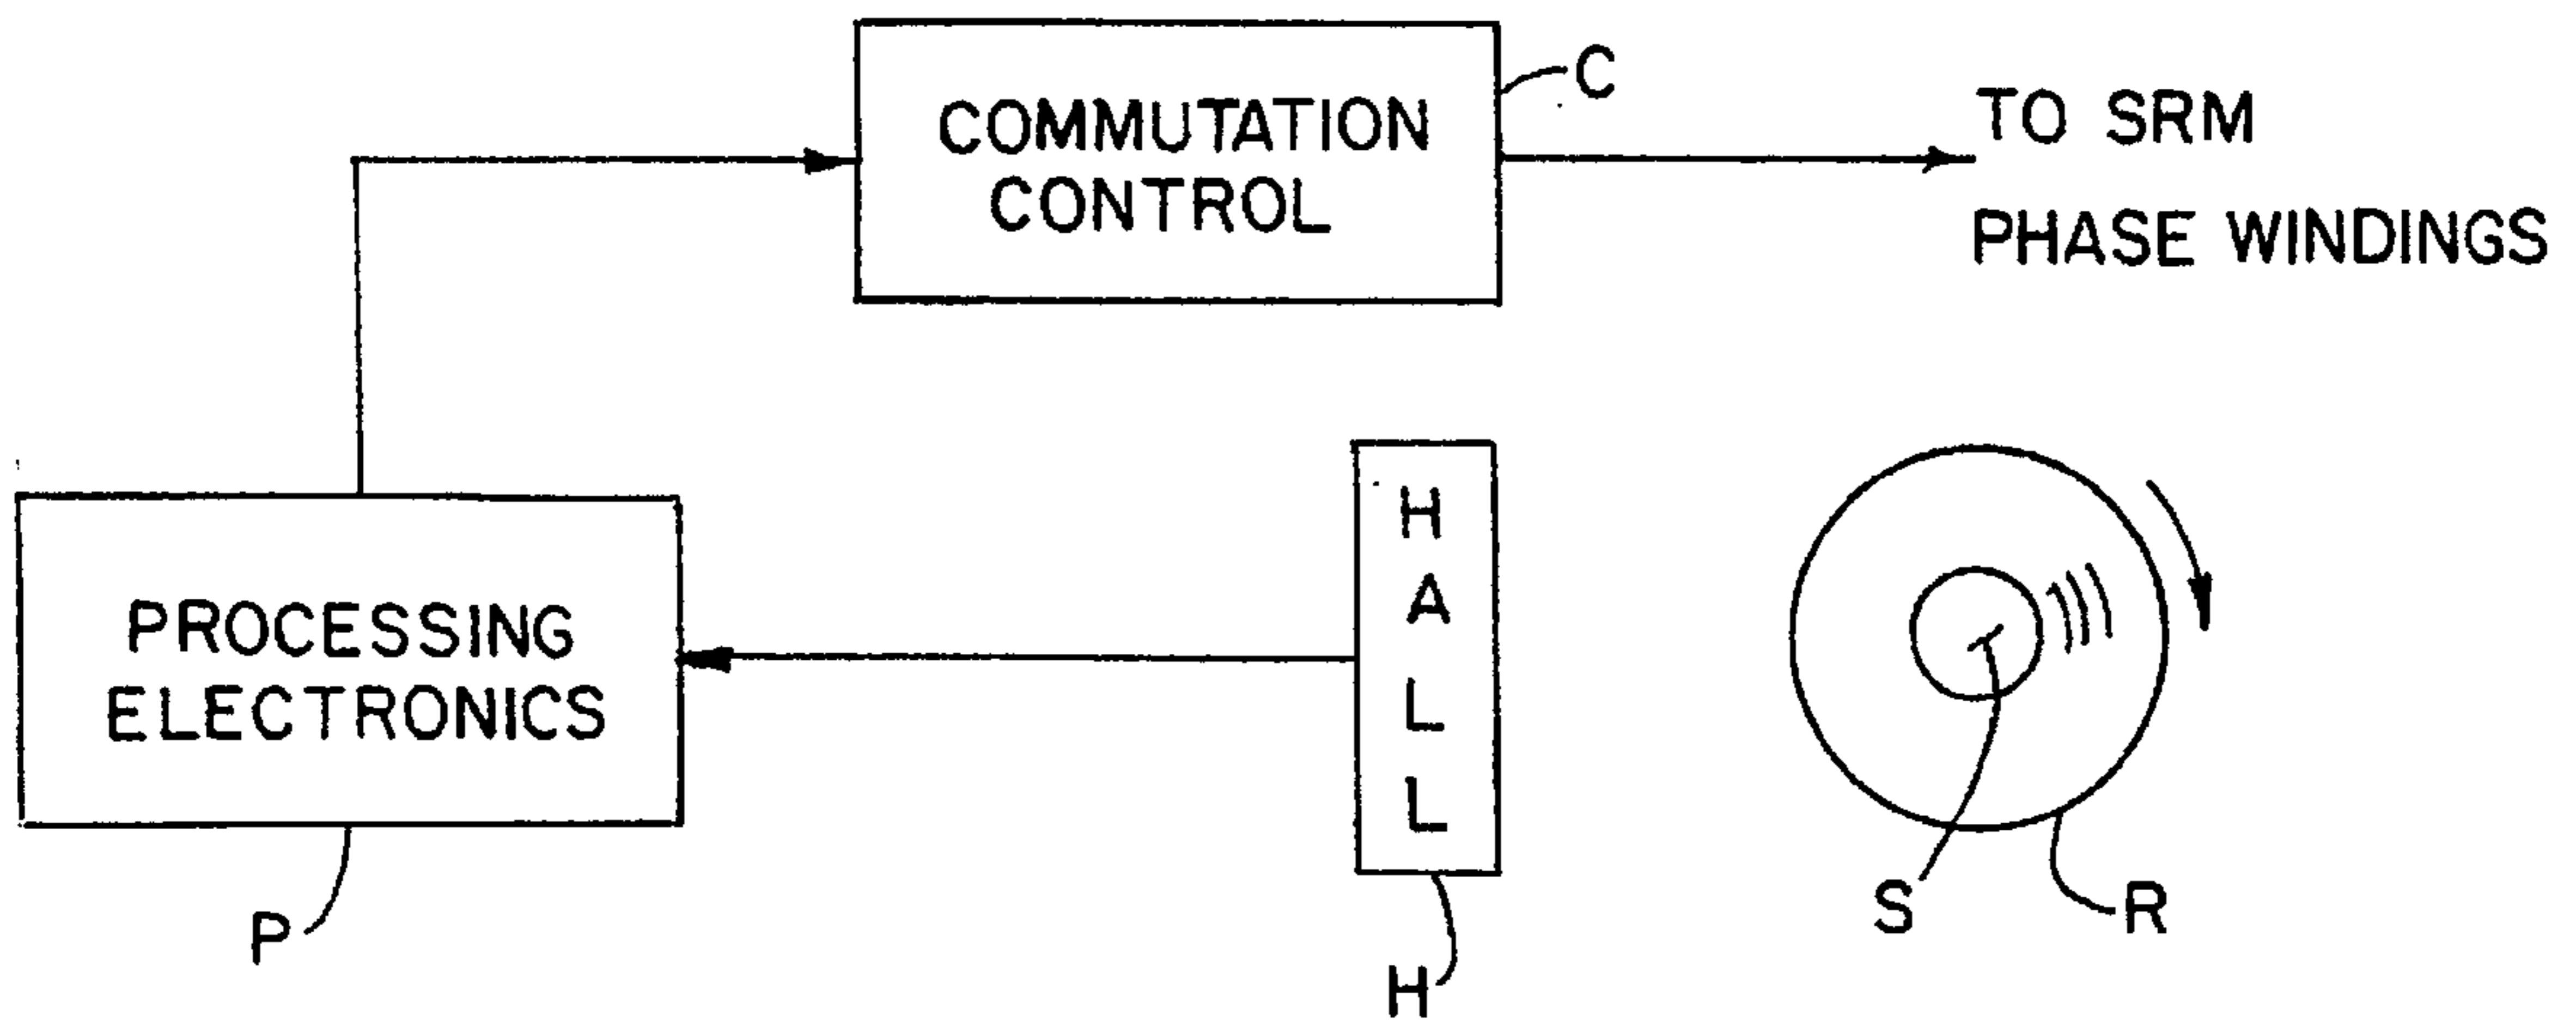 COMMUTATION
CONTROL
C
TO SRM
PHASE WINDINGS
PROCESSING
ELECTRONICS
P
H
A
L
L
H
S
R